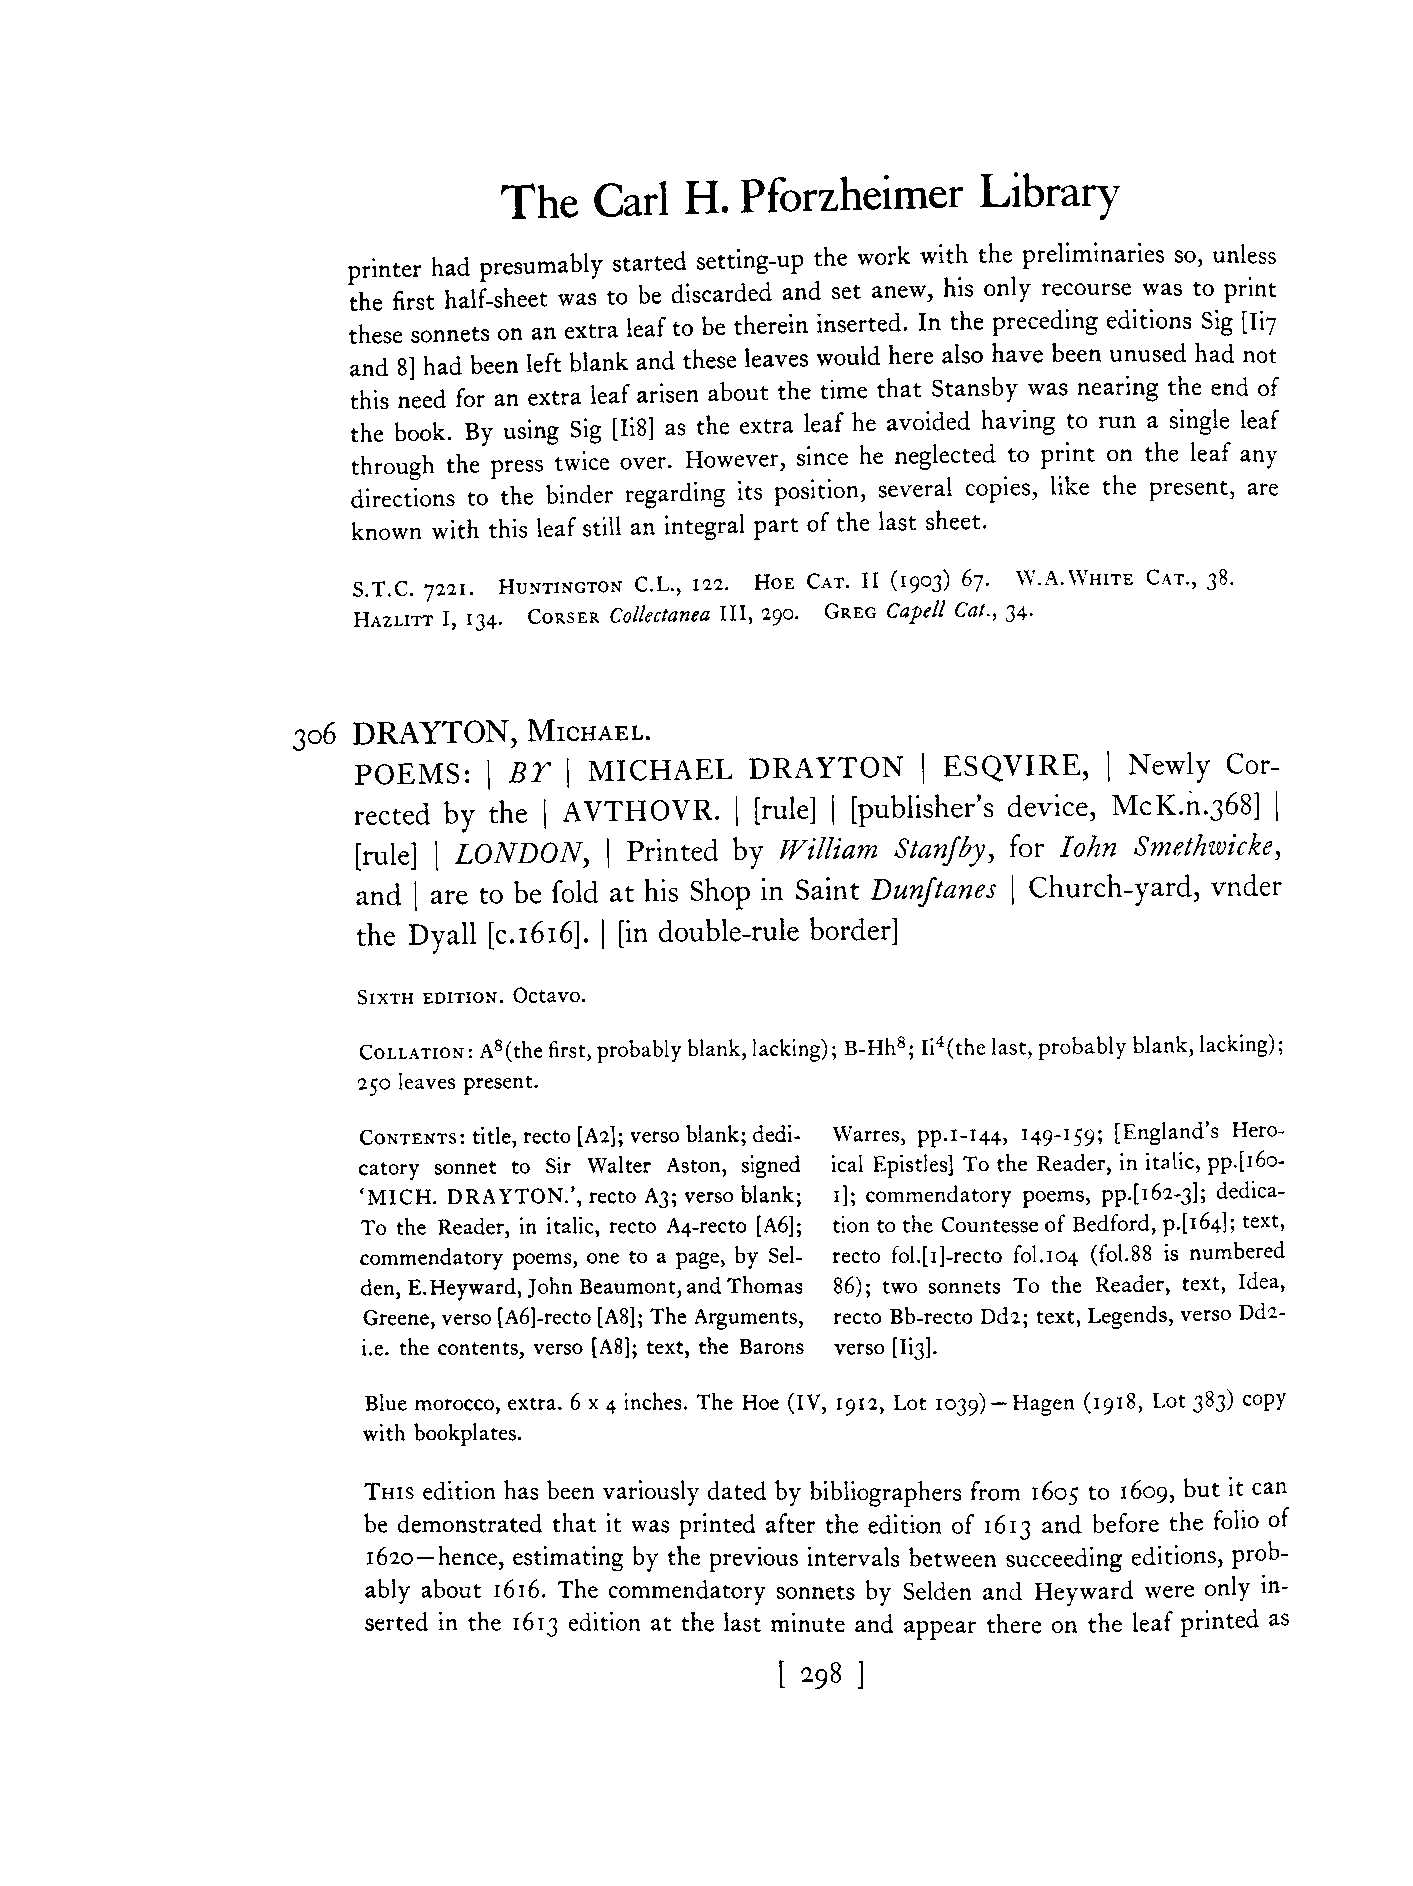 The Carl H. Pforzheimer Library
printer had presumably started setting-up the work with the preliminaries so, unless
the first half-sheet was to be discarded and set anew, his only recourse was to print
these sonnets on an extra leaf to be therein inserted. In the preceding editions Sig [Ii7
and 8] had been left blank and these leaves would here also have been unused had not
this need for an extra leaf arisen about the time that Stansby was nearing the end of
the book. By using Sig [Ii8] as the extra leaf he avoided having to run a single leaf
through the press twice over. However, since he neglected to print on the leaf any
directions to the binder regarding its position, several copies, like the present, are
known with this leaf still an integral part of the last sheet.
S.T.C. 7221. Huntington C.L., 122. Hoe Cat. II (1903) 67. W.A.White Cat., 38.
Hazlitt I, 134. Corser Collectanea III, 290. Greg Capell Cat., 34.
306 DRAYTON, Michael.
POEMS: | BY | MICHAEL DRAYTON | ESQVIRE, | Newly Cor-
rected by the | AVTHOVR. | [rule] | [publisher's device, McK.n.368] |
[rule] | LONDON, | Printed by William Stanſby, for Iohn Smethwicke,
and | are to be ſold at his Shop in Saint Dunſtanes | Church-yard, vnder
the Dyall [c.1616]. | [in double-rule border]
Sixth edition. Octavo.
Collation: A⁸(the first, probably blank, lacking); B-Hh⁸; Ii⁴(the last, probably blank, lacking);
250 leaves present.
Contents: title, recto [A2]; verso blank; dedi-
catory sonnet to Sir Walter Aston, signed
'MICH. DRAYTON.', recto A3; verso blank;
To the Reader, in italic, recto A4-recto [A6];
commendatory poems, one to a page, by Sel-
den, E.Heyward, John Beaumont, and Thomas
Greene, verso [A6]-recto [A8]; The Arguments,
i.e. the contents, verso [A8]; text, the Barons
Warres, pp.1-144, 149-159; [England's Hero-
ical Epistles] To the Reader, in italic, pp.[160-
1]; commendatory poems, pp.[162-3]; dedica-
tion to the Countesse of Bedford, p.[164]; text,
recto fol.[1]-recto fol.104 (fol.88 is numbered
86); two sonnets To the Reader, text, Idea,
recto Bb-recto Dd2; text, Legends, verso Dd2-
verso [Ii3].
Blue morocco, extra. 6 x 4 inches. The Hoe (IV, 1912, Lot 1039)—Hagen (1918, Lot 383) copy
with bookplates.
This edition has been variously dated by bibliographers from 1605 to 1609, but it can
be demonstrated that it was printed after the edition of 1613 and before the folio of
1620—hence, estimating by the previous intervals between succeeding editions, prob-
ably about 1616. The commendatory sonnets by Selden and Heyward were only in-
serted in the 1613 edition at the last minute and appear there on the leaf printed as
[ 298 ]